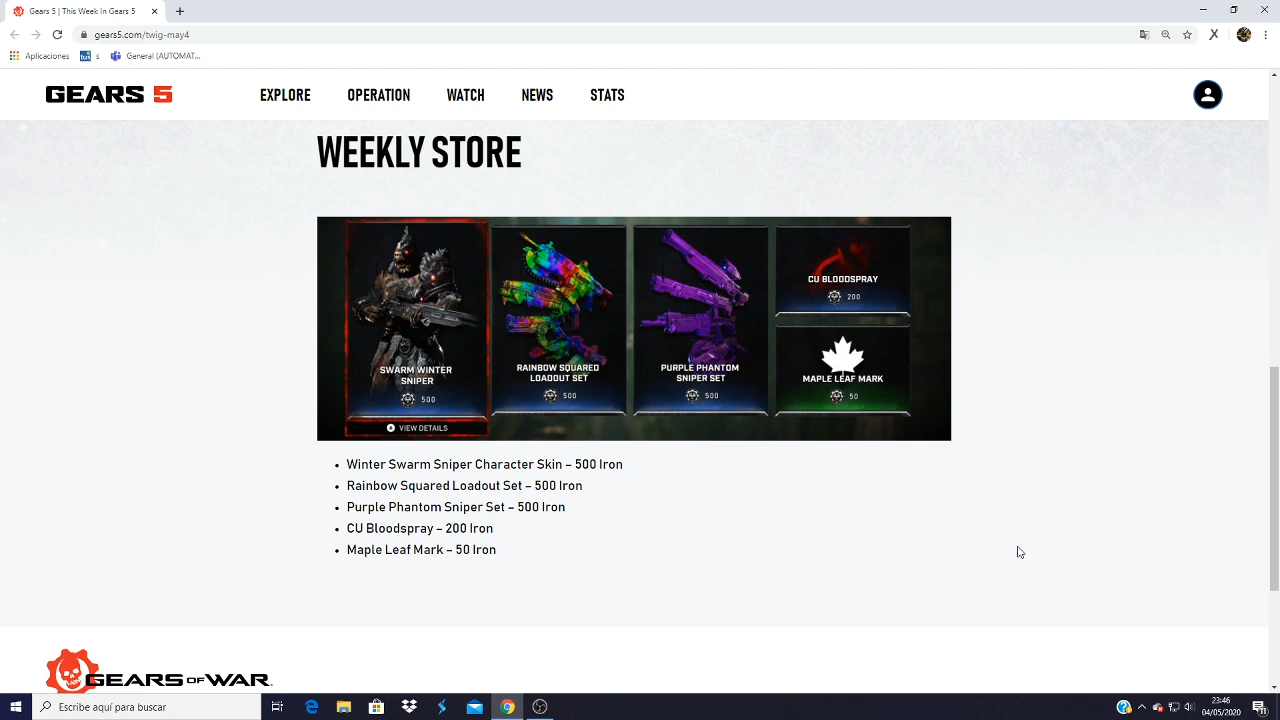 Gears 5 | This Week In Gears 5
gears5.com/twig-may4
Aplicaciones
s
General (AUTOMAT...
GEARS 5
EXPLORE
OPERATION
WATCH
NEWS
STATS
WEEKLY STORE
SWARM WINTER
SNIPER
500
VIEW DETAILS
RAINBOW SQUARED
LOADOUT SET
500
PURPLE PHANTOM
SNIPER SET
500
CU BLOODSPRAY
200
MAPLE LEAF MARK
50
• Winter Swarm Sniper Character Skin – 500 Iron
• Rainbow Squared Loadout Set – 500 Iron
• Purple Phantom Sniper Set – 500 Iron
• CU Bloodspray – 200 Iron
• Maple Leaf Mark – 50 Iron
GEARS OF WAR
Escribe aquí para buscar
23:46
04/05/2020